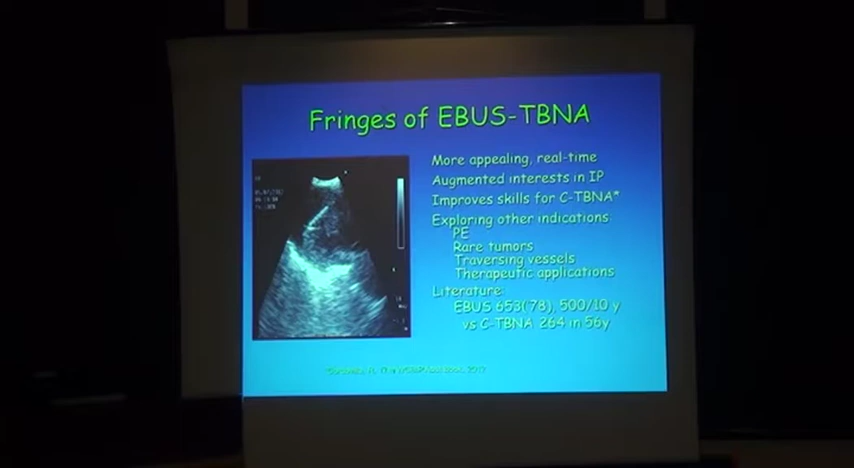 Fringes of EBUS-TBNA
More appealing, real-time
Augmented interests in IP
Improves skills for C-TBNA*
Exploring other indications:
PE
Rare tumors
Traversing vessels
Therapeutic applications
Literature:
EBUS 653(78), 500/10 y
vs C-TBNA 264 in 56y